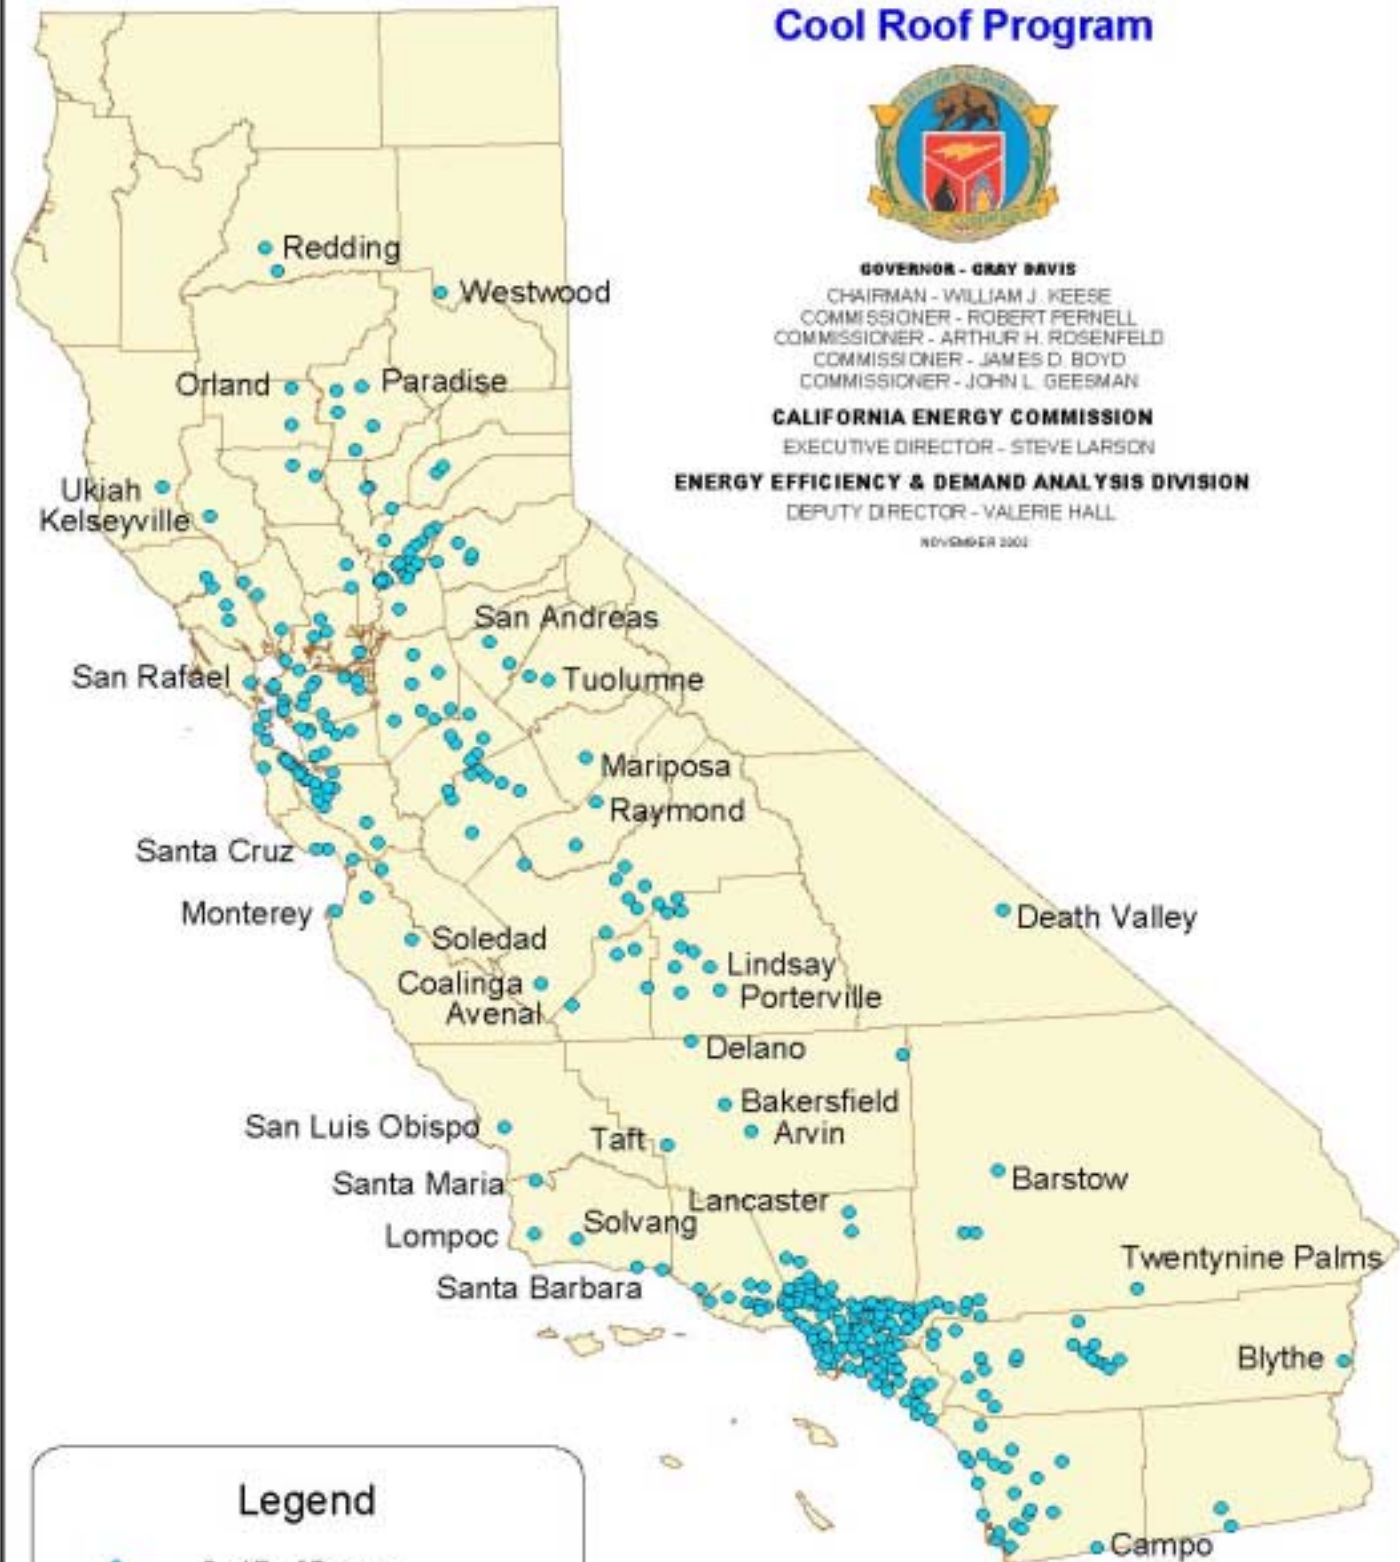 Cool Roof Program
GOVERNOR - GRAY DAVIS
CHAIRMAN - WILLIAM J. KEESE
COMMISSIONER - ROBERT PERNELL
COMMISSIONER - ARTHUR H. ROSENFELD
COMMISSIONER - JAMES D. BOYD
COMMISSIONER - JOHN L. GEESMAN
CALIFORNIA ENERGY COMMISSION
EXECUTIVE DIRECTOR - STEVE LARSON
ENERGY EFFICIENCY & DEMAND ANALYSIS DIVISION
DEPUTY DIRECTOR - VALERIE HALL
NOVEMBER 2002
Redding
Westwood
Orland
Paradise
Ukiah
Kelseyville
San Andreas
San Rafael
Tuolumne
Mariposa
Raymond
Santa Cruz
Monterey
Death Valley
Soledad
Lindsay
Coalinga
Porterville
Avenal
Delano
Bakersfield
San Luis Obispo
Taft
Arvin
Barstow
Santa Maria
Lancaster
Solvang
Lompoc
Twentynine Palms
Santa Barbara
Blythe
Legend
Campo